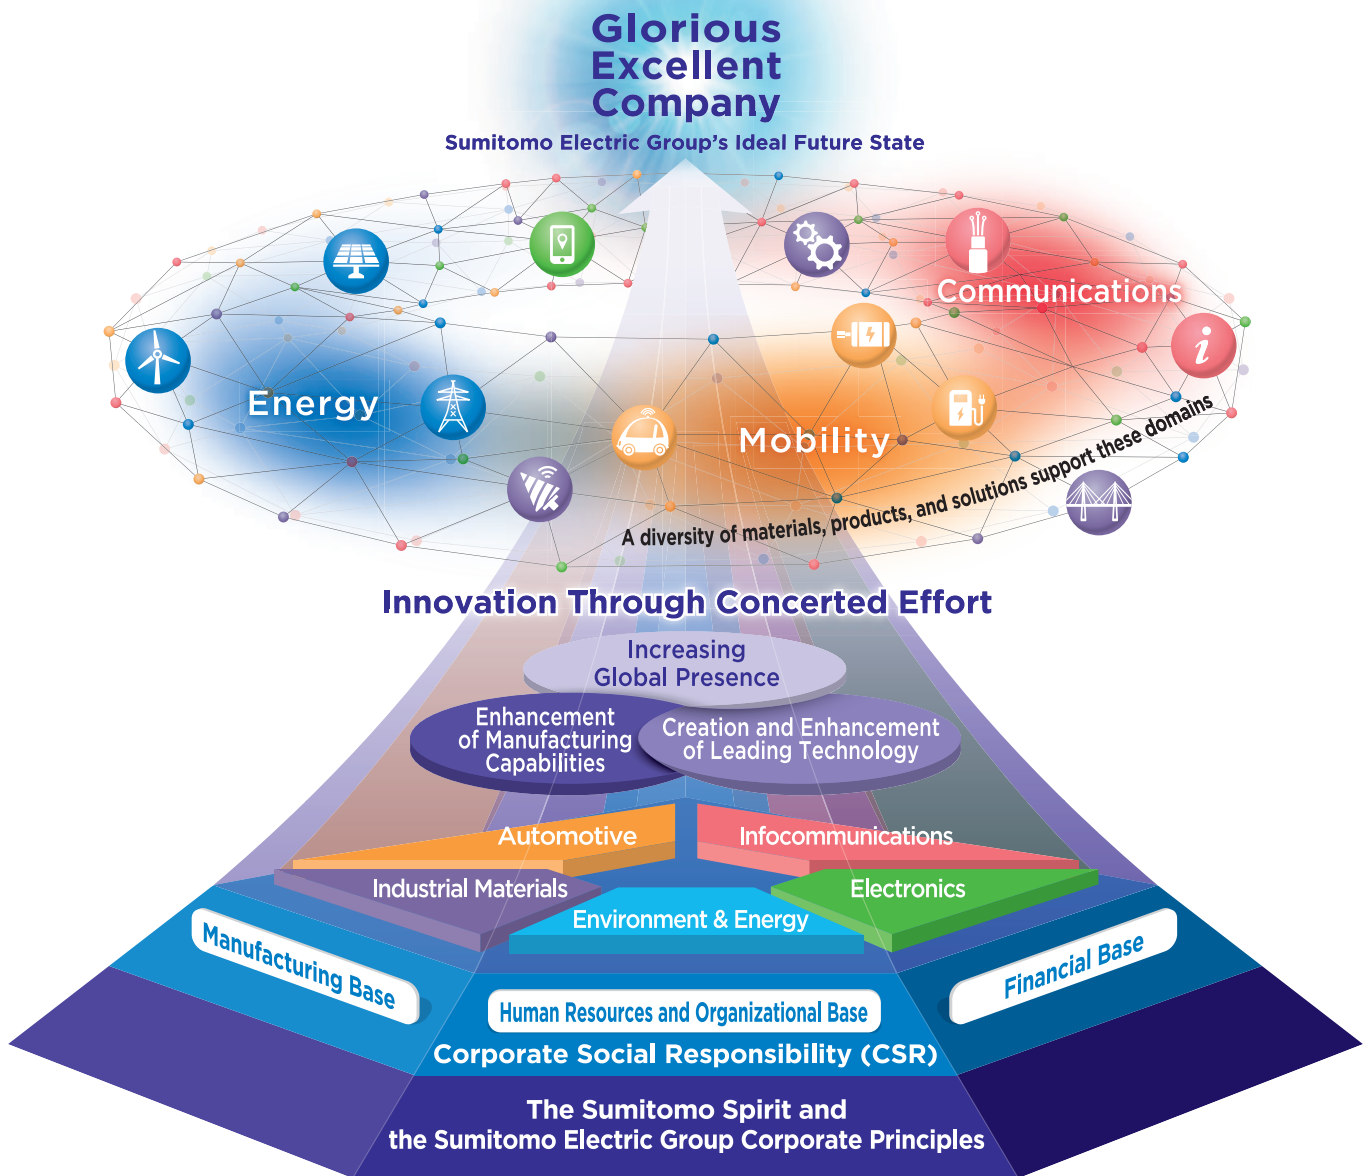 Glorious
Excellent
Company
Sumitomo Electric Group's Ideal Future State
Communications
i
Energy
Mobility
A diversity of materials, products, and solutions support these domains
Innovation Through Concerted Effort
Increasing
Global Presence
Enhancement
of Manufacturing
Capabilities
Creation and Enhancement
of Leading Technology
Automotive
Infocommunications
Industrial Materials
Electronics
Environment & Energy
Manufacturing Base
Financial Base
Human Resources and Organizational Base
Corporate Social Responsibility (CSR)
The Sumitomo Spirit and
the Sumitomo Electric Group Corporate Principles